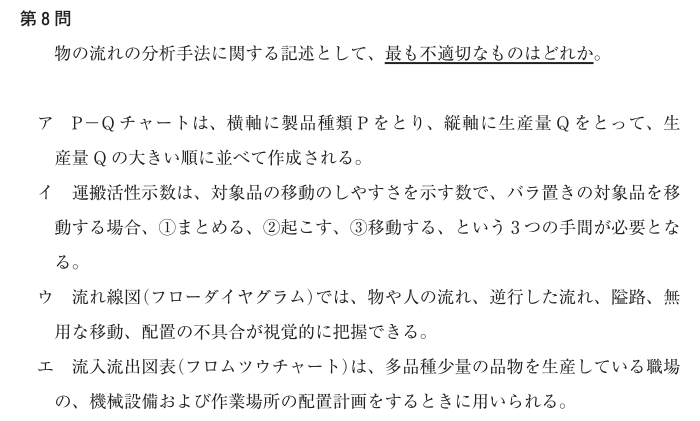 第8問
物の流れの分析手法に関する記述として、最も不適切なものはどれか。
ア　P－Qチャートは、横軸に製品種類Pをとり、縦軸に生産量Qをとって、生
産量Qの大きい順に並べて作成される。
イ　運搬活性示数は、対象品の移動のしやすさを示す数で、バラ置きの対象品を移
動する場合、①まとめる、②起こす、③移動する、という3つの手間が必要とな
る。
ウ　流れ線図（フローダイヤグラム）では、物や人の流れ、逆行した流れ、隘路、無
用な移動、配置の不具合が視覚的に把握できる。
エ　流入流出図表（フロムツウチャート）は、多品種少量の品物を生産している職場
の、機械設備および作業場所の配置計画をするときに用いられる。